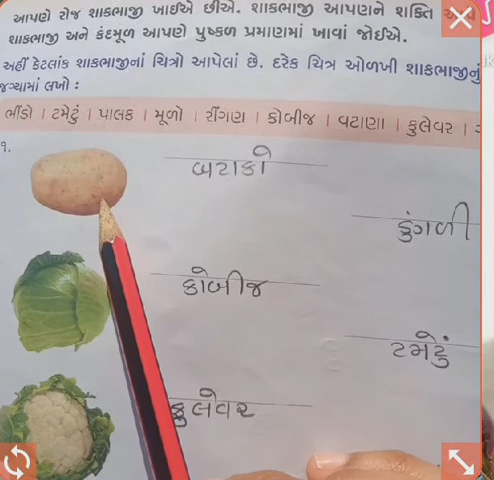 આપણે રોજ શાકભાજી ખાઈએ છીએ. શાકભાજી આપણને શક્તિ
શાકભાજી અને કંદમૂળ આપણે પુષ્કળ પ્રમાણમાં ખાવાં જોઈએ.
અહીં કેટલાંક શાકભાજીનાં ચિત્રો આપેલાં છે. દરેક ચિત્ર ઓળખી શાકભાજીનું
જગ્યામાં લખો :
ભીંડો | ટમેટું | પાલક | મૂળો | રીંગણ | કોબીજ | વટાણા | ફુલેવર |
૧.
બટાકો
ડુંગળી
કોબીજ
ટમેટું
ફુલેવર